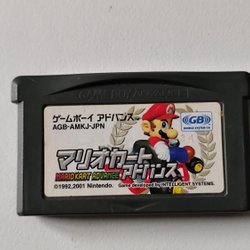 GAME BOY ADVANCE
ゲームボーイ アドバンス™
AGB-AMKJ-JPN
GB
マリオカート
アドバンス
MARIO KART ADVANCE
©1992,2001 Nintendo.
Game developed by INTELLIGENT SYSTEMS.